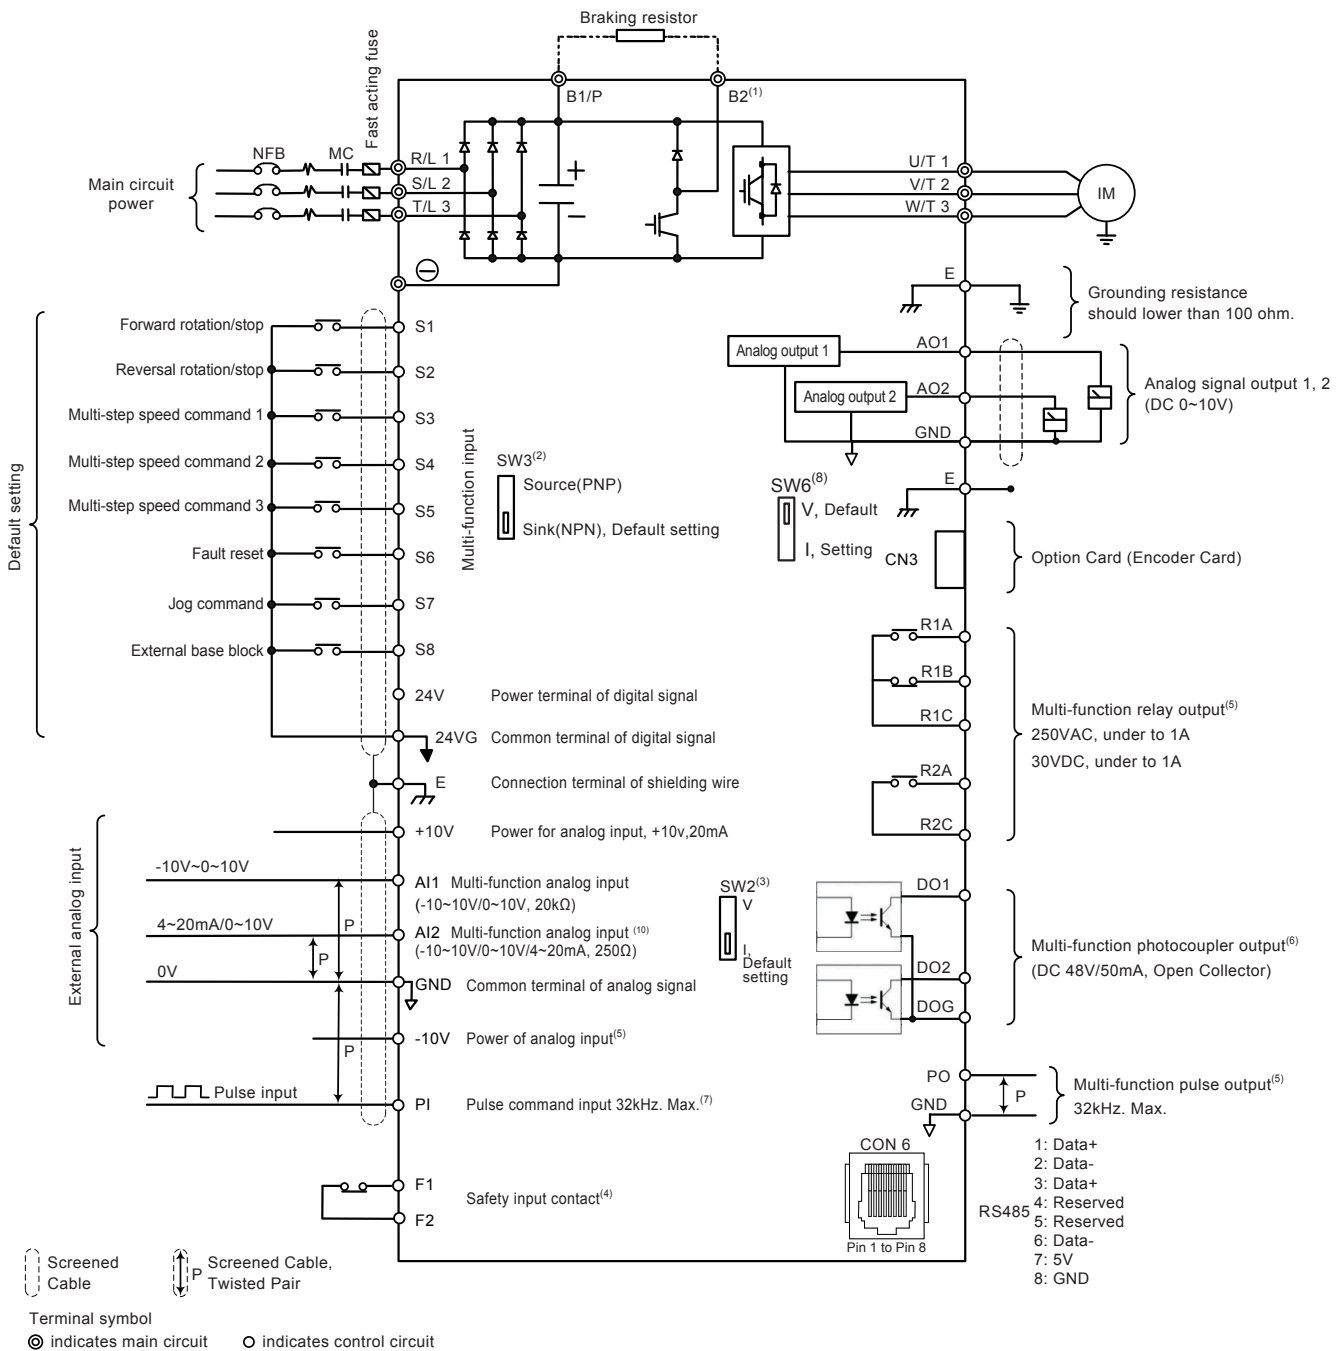 Braking resistor
Fast acting fuse
B1/P
B2(1)
NFB
MC
Main circuit
power
R/L 1
S/L 2
T/L 3
+
−
U/T 1
V/T 2
W/T 3
IM
E
Grounding resistance
should lower than 100 ohm.
Default setting
Forward rotation/stop
S1
Reversal rotation/stop
S2
Multi-step speed command 1
S3
Multi-step speed command 2
S4
Multi-step speed command 3
S5
Fault reset
S6
Jog command
S7
External base block
S8
Multi-function input
SW3(2)
Source(PNP)
Sink(NPN), Default setting
24V
Power terminal of digital signal
24VG
Common terminal of digital signal
E
Connection terminal of shielding wire
Analog output 1
AO1
Analog output 2
AO2
GND
Analog signal output 1, 2
(DC 0~10V)
SW6(8)
V, Default
I, Setting
E
CN3
Option Card (Encoder Card)
R1A
R1B
R1C
R2A
R2C
Multi-function relay output(5)
250VAC, under to 1A
30VDC, under to 1A
External analog input
+10V
Power for analog input, +10v,20mA
-10V~0~10V
AI1 Multi-function analog input
(-10~10V/0~10V, 20kΩ)
4~20mA/0~10V
P
AI2 Multi-function analog input (10)
(-10~10V/0~10V/4~20mA, 250Ω)
P
0V
GND Common terminal of analog signal
-10V
Power of analog input(5)
P
Pulse input
PI
Pulse command input 32kHz. Max.(7)
F1
F2
Safety input contact(4)
SW2(3)
V
I,
Default
setting
DO1
DO2
DOG
Multi-function photocoupler output(6)
(DC 48V/50mA, Open Collector)
PO
P
GND
Multi-function pulse output(5)
32kHz. Max.
CON 6
Pin 1 to Pin 8
RS485
1: Data+
2: Data-
3: Data+
4: Reserved
5: Reserved
6: Data-
7: 5V
8: GND
Screened
Cable
P
Screened Cable,
Twisted Pair
Terminal symbol
indicates main circuit
indicates control circuit